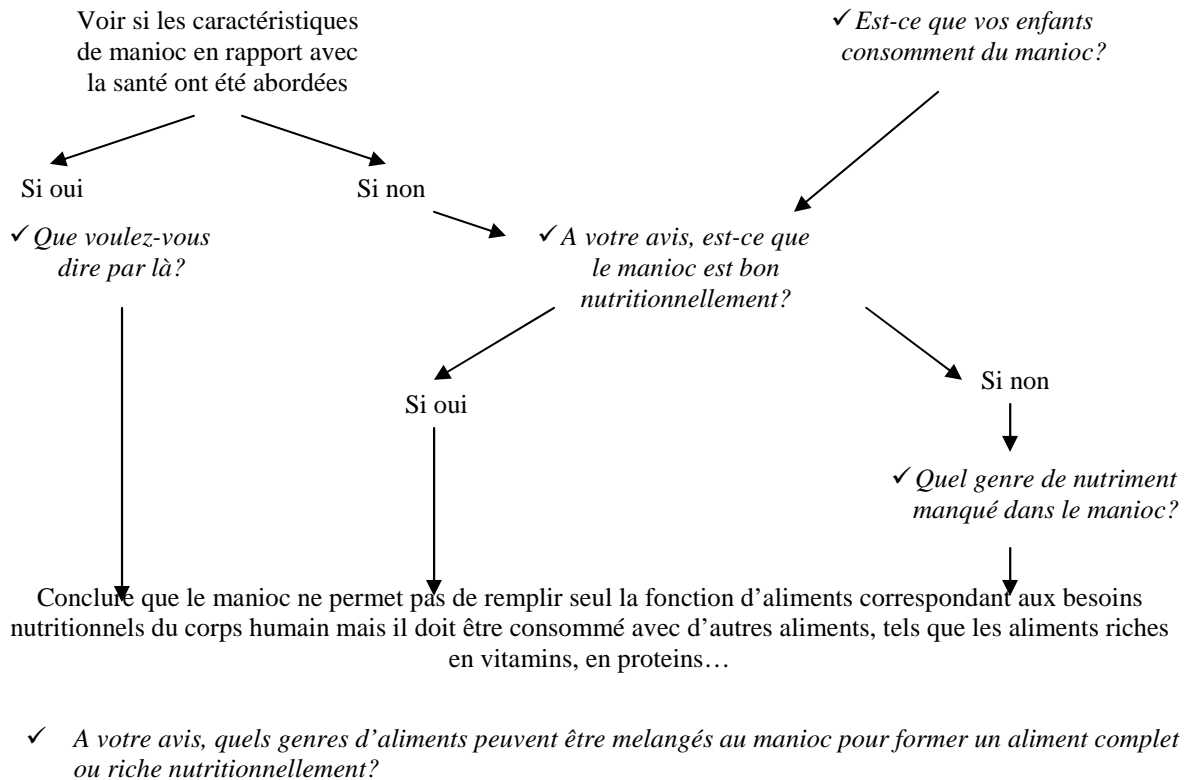 Voir si les caractéristiques
de manioc en rapport avec
la santé ont été abordées
✓ Est-ce que vos enfants
consomment du manioc?
Si oui
Si non
✓ Que voulez-vous
dire par là?
✓ A votre avis, est-ce que
le manioc est bon
nutritionnellement?
Si oui
Si non
✓ Quel genre de nutriment
manqué dans le manioc?
Conclure que le manioc ne permet pas de remplir seul la fonction d’aliments correspondant aux besoins
nutritionnels du corps humain mais il doit être consommé avec d’autres aliments, tels que les aliments riches
en vitamins, en proteins…
✓ A votre avis, quels genres d’aliments peuvent être melangés au manioc pour former un aliment complet
ou riche nutritionnellement?